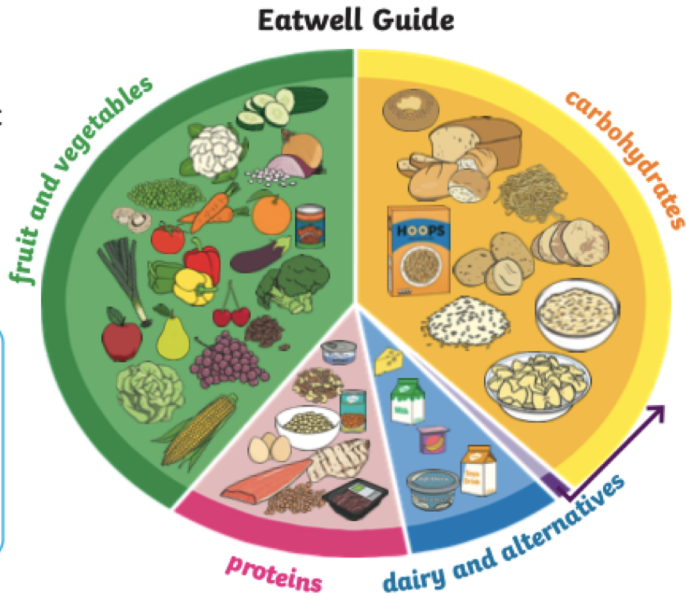 Eatwell Guide
fruit and vegetables
carbohydrates
HOOPS
proteins
dairy and alternatives